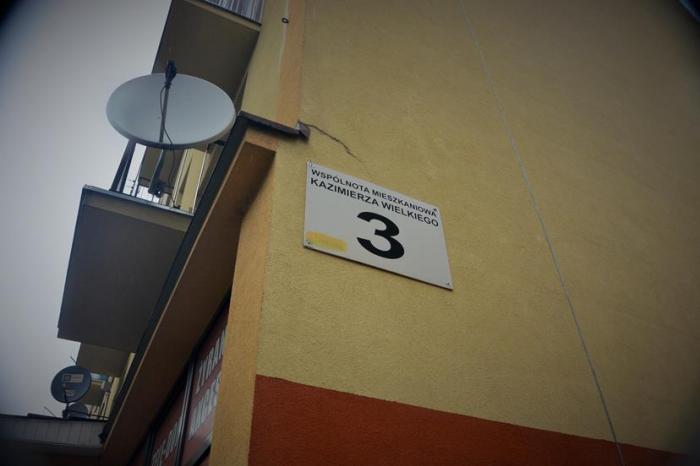 WSPÓLNOTA MIESZKANIOWA
KAZIMIERZA WIELKIEGO
3